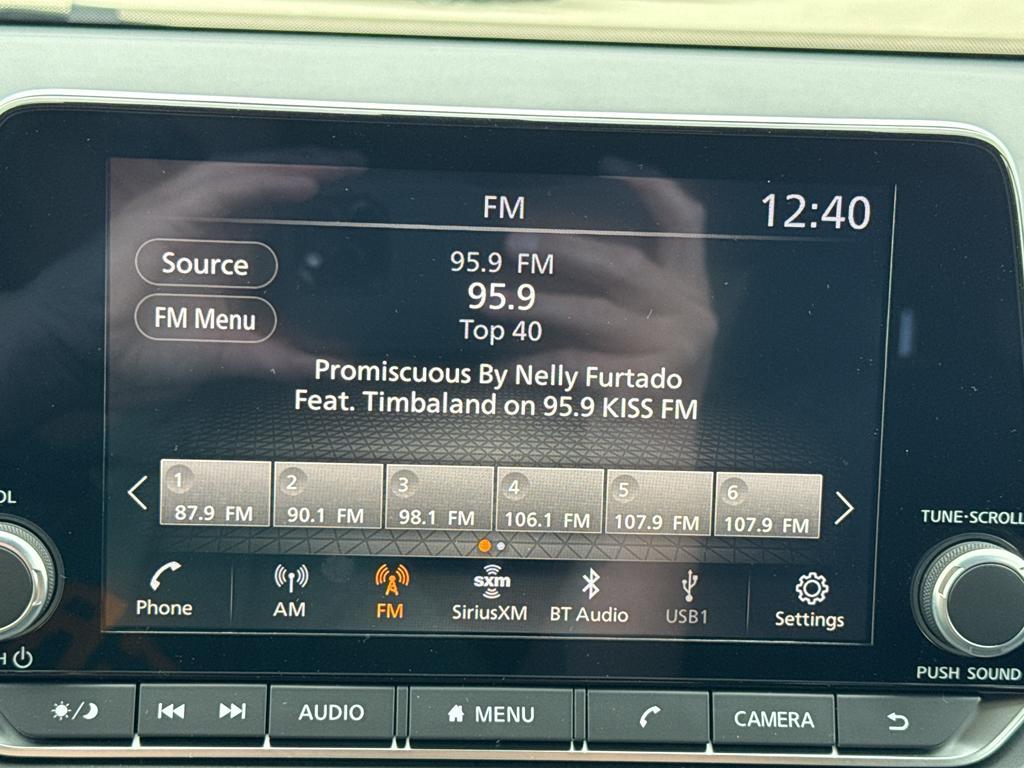 FM
12:40
Source
95.9 FM
95.9
FM Menu
Top 40
Promiscuous By Nelly Furtado
Feat. Timbaland on 95.9 KISS FM
1 2 3 4 5 6
87.9 FM 90.1 FM 98.1 FM 106.1 FM 107.9 FM 107.9 FM
OL
TUNE·SCROLL
sxm
Phone AM FM SiriusXM BT Audio USB1 Settings
H
PUSH SOUND
AUDIO MENU CAMERA